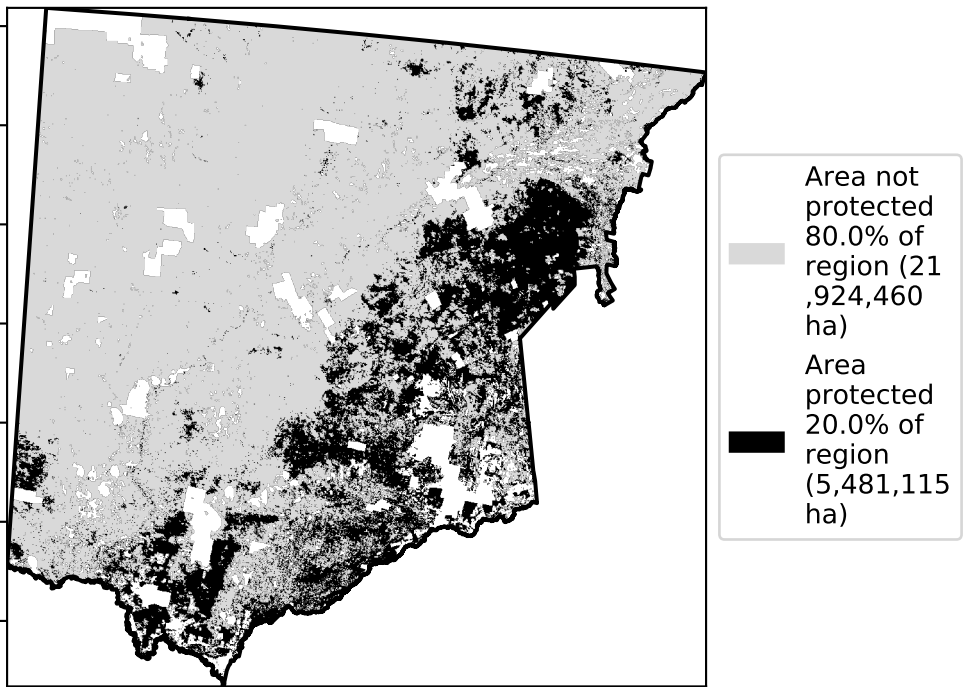 Area not
protected
80.0% of
region (21
,924,460
ha)
Area
protected
20.0% of
region
(5,481,115
ha)